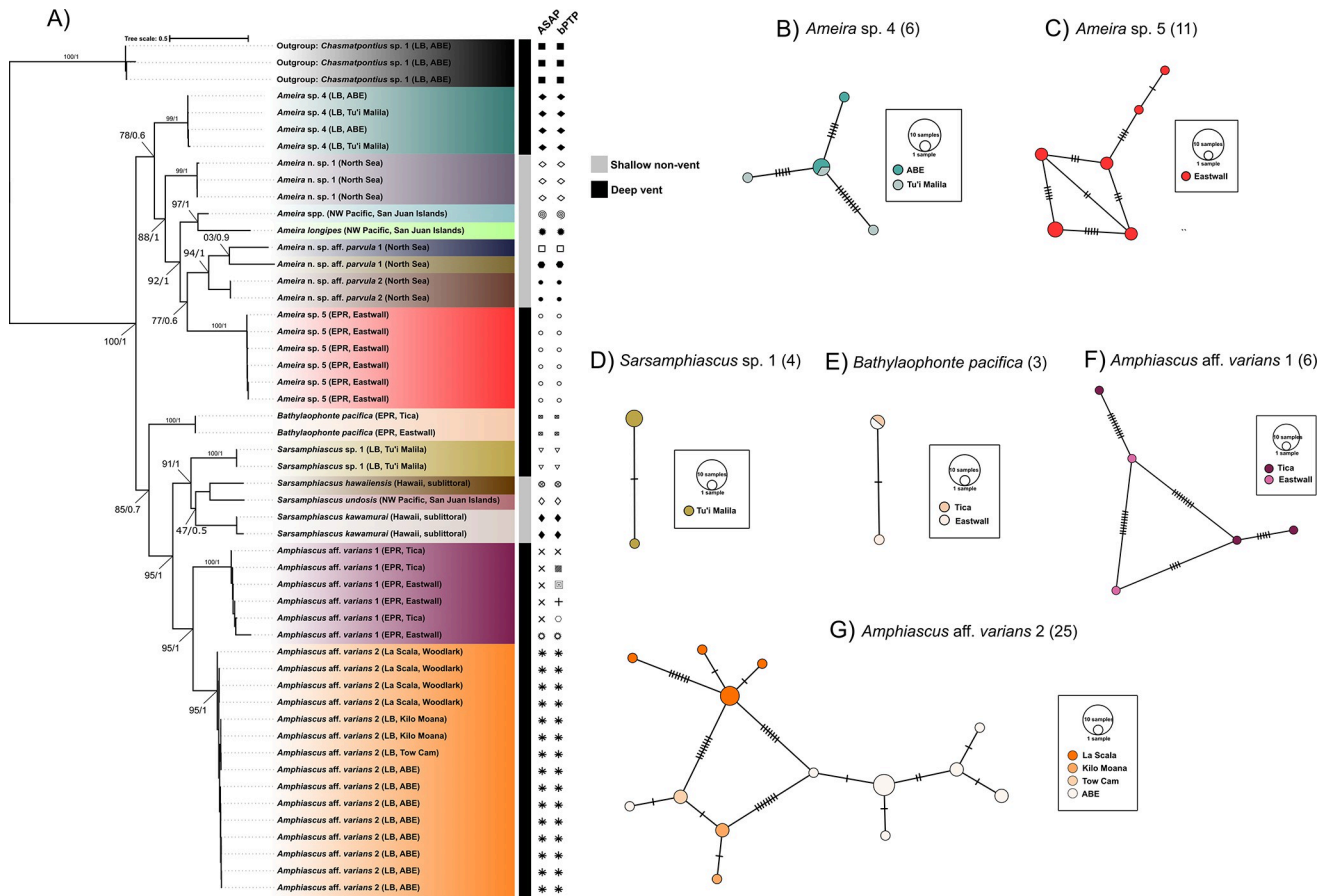 A)
ASAP
bPTP
Tree scale: 0.5
100/1
Outgroup: Chasmatpontius sp. 1 (LB, ABE)
Outgroup: Chasmatpontius sp. 1 (LB, ABE)
Outgroup: Chasmatpontius sp. 1 (LB, ABE)
Ameira sp. 4 (LB, ABE)
78/0.6
99/1
Ameira sp. 4 (LB, Tu'i Malila)
Ameira sp. 4 (LB, ABE)
Ameira sp. 4 (LB, Tu'i Malila)
Ameira n. sp. 1 (North Sea)
99/1
Ameira n. sp. 1 (North Sea)
Ameira n. sp. 1 (North Sea)
97/1
Ameira spp. (NW Pacific, San Juan Islands)
88/1
03/0.9
Ameira longipes (NW Pacific, San Juan Islands)
94/1
Ameira n. sp. aff. parvula 1 (North Sea)
Ameira n. sp. aff. parvula 1 (North Sea)
92/1
Ameira n. sp. aff. parvula 2 (North Sea)
Ameira n. sp. aff. parvula 2 (North Sea)
77/0.6
Ameira sp. 5 (EPR, Eastwall)
100/1
100/1
Ameira sp. 5 (EPR, Eastwall)
Ameira sp. 5 (EPR, Eastwall)
Ameira sp. 5 (EPR, Eastwall)
Ameira sp. 5 (EPR, Eastwall)
Ameira sp. 5 (EPR, Eastwall)
100/1
Bathylaophonte pacifica (EPR, Tica)
Bathylaophonte pacifica (EPR, Eastwall)
100/1
Sarsamphiascus sp. 1 (LB, Tu'i Malila)
91/1
Sarsamphiascus sp. 1 (LB, Tu'i Malila)
Sarsamphiascus hawaiiensis (Hawaii, sublittoral)
85/0.7
Sarsamphiascus undosis (NW Pacific, San Juan Islands)
47/0.5
Sarsamphiascus kawamurai (Hawaii, sublittoral)
Sarsamphiascus kawamurai (Hawaii, sublittoral)
95/1
100/1
Amphiascus aff. varians 1 (EPR, Tica)
Amphiascus aff. varians 1 (EPR, Tica)
Amphiascus aff. varians 1 (EPR, Eastwall)
Amphiascus aff. varians 1 (EPR, Eastwall)
Amphiascus aff. varians 1 (EPR, Tica)
95/1
Amphiascus aff. varians 1 (EPR, Eastwall)
Amphiascus aff. varians 2 (La Scala, Woodlark)
Amphiascus aff. varians 2 (La Scala, Woodlark)
Amphiascus aff. varians 2 (La Scala, Woodlark)
95/1
Amphiascus aff. varians 2 (La Scala, Woodlark)
Amphiascus aff. varians 2 (LB, Kilo Moana)
Amphiascus aff. varians 2 (LB, Kilo Moana)
Amphiascus aff. varians 2 (LB, Tow Cam)
Amphiascus aff. varians 2 (LB, ABE)
Amphiascus aff. varians 2 (LB, ABE)
Amphiascus aff. varians 2 (LB, ABE)
Amphiascus aff. varians 2 (LB, ABE)
Amphiascus aff. varians 2 (LB, ABE)
Amphiascus aff. varians 2 (LB, ABE)
Amphiascus aff. varians 2 (LB, ABE)
Amphiascus aff. varians 2 (LB, ABE)
Shallow non-vent
Deep vent
B) Ameira sp. 4 (6)
10 samples
1 sample
ABE
Tu'i Malila
C) Ameira sp. 5 (11)
10 samples
1 sample
Eastwall
D) Sarsamphiascus sp. 1 (4)
10 samples
1 sample
Tu'i Malila
E) Bathylaophonte pacifica (3)
10 samples
1 sample
Tica
Eastwall
F) Amphiascus aff. varians 1 (6)
10 samples
1 sample
Tica
Eastwall
G) Amphiascus aff. varians 2 (25)
10 samples
1 sample
La Scala
Kilo Moana
Tow Cam
ABE